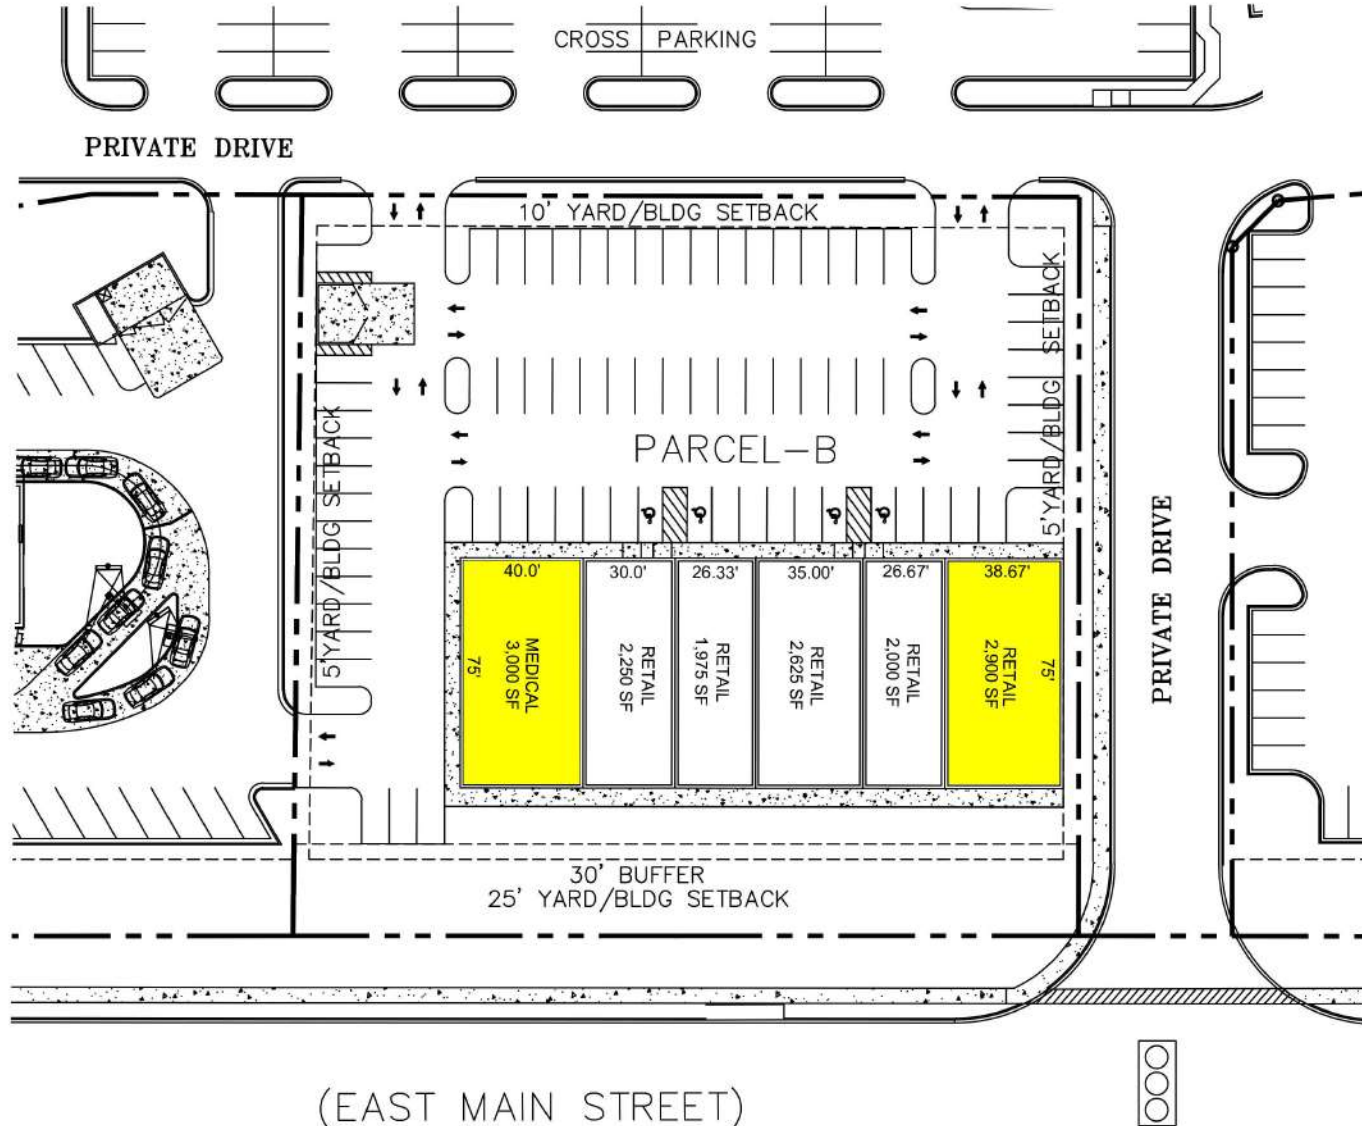 CROSS PARKING
PRIVATE DRIVE
10' YARD/BLDG SETBACK
5'YARD/BLDG SETBACK
5'YARD/BLDG SETBACK
PARCEL-B
PRIVATE DRIVE
40.0'
30.0'
26.33'
35.00'
26.67'
38.67'
MEDICAL
3,000 SF
75'
RETAIL
2,250 SF
RETAIL
1,975 SF
RETAIL
2,625 SF
RETAIL
2,000 SF
RETAIL
2,900 SF
75'
30' BUFFER
25' YARD/BLDG SETBACK
(EAST MAIN STREET)